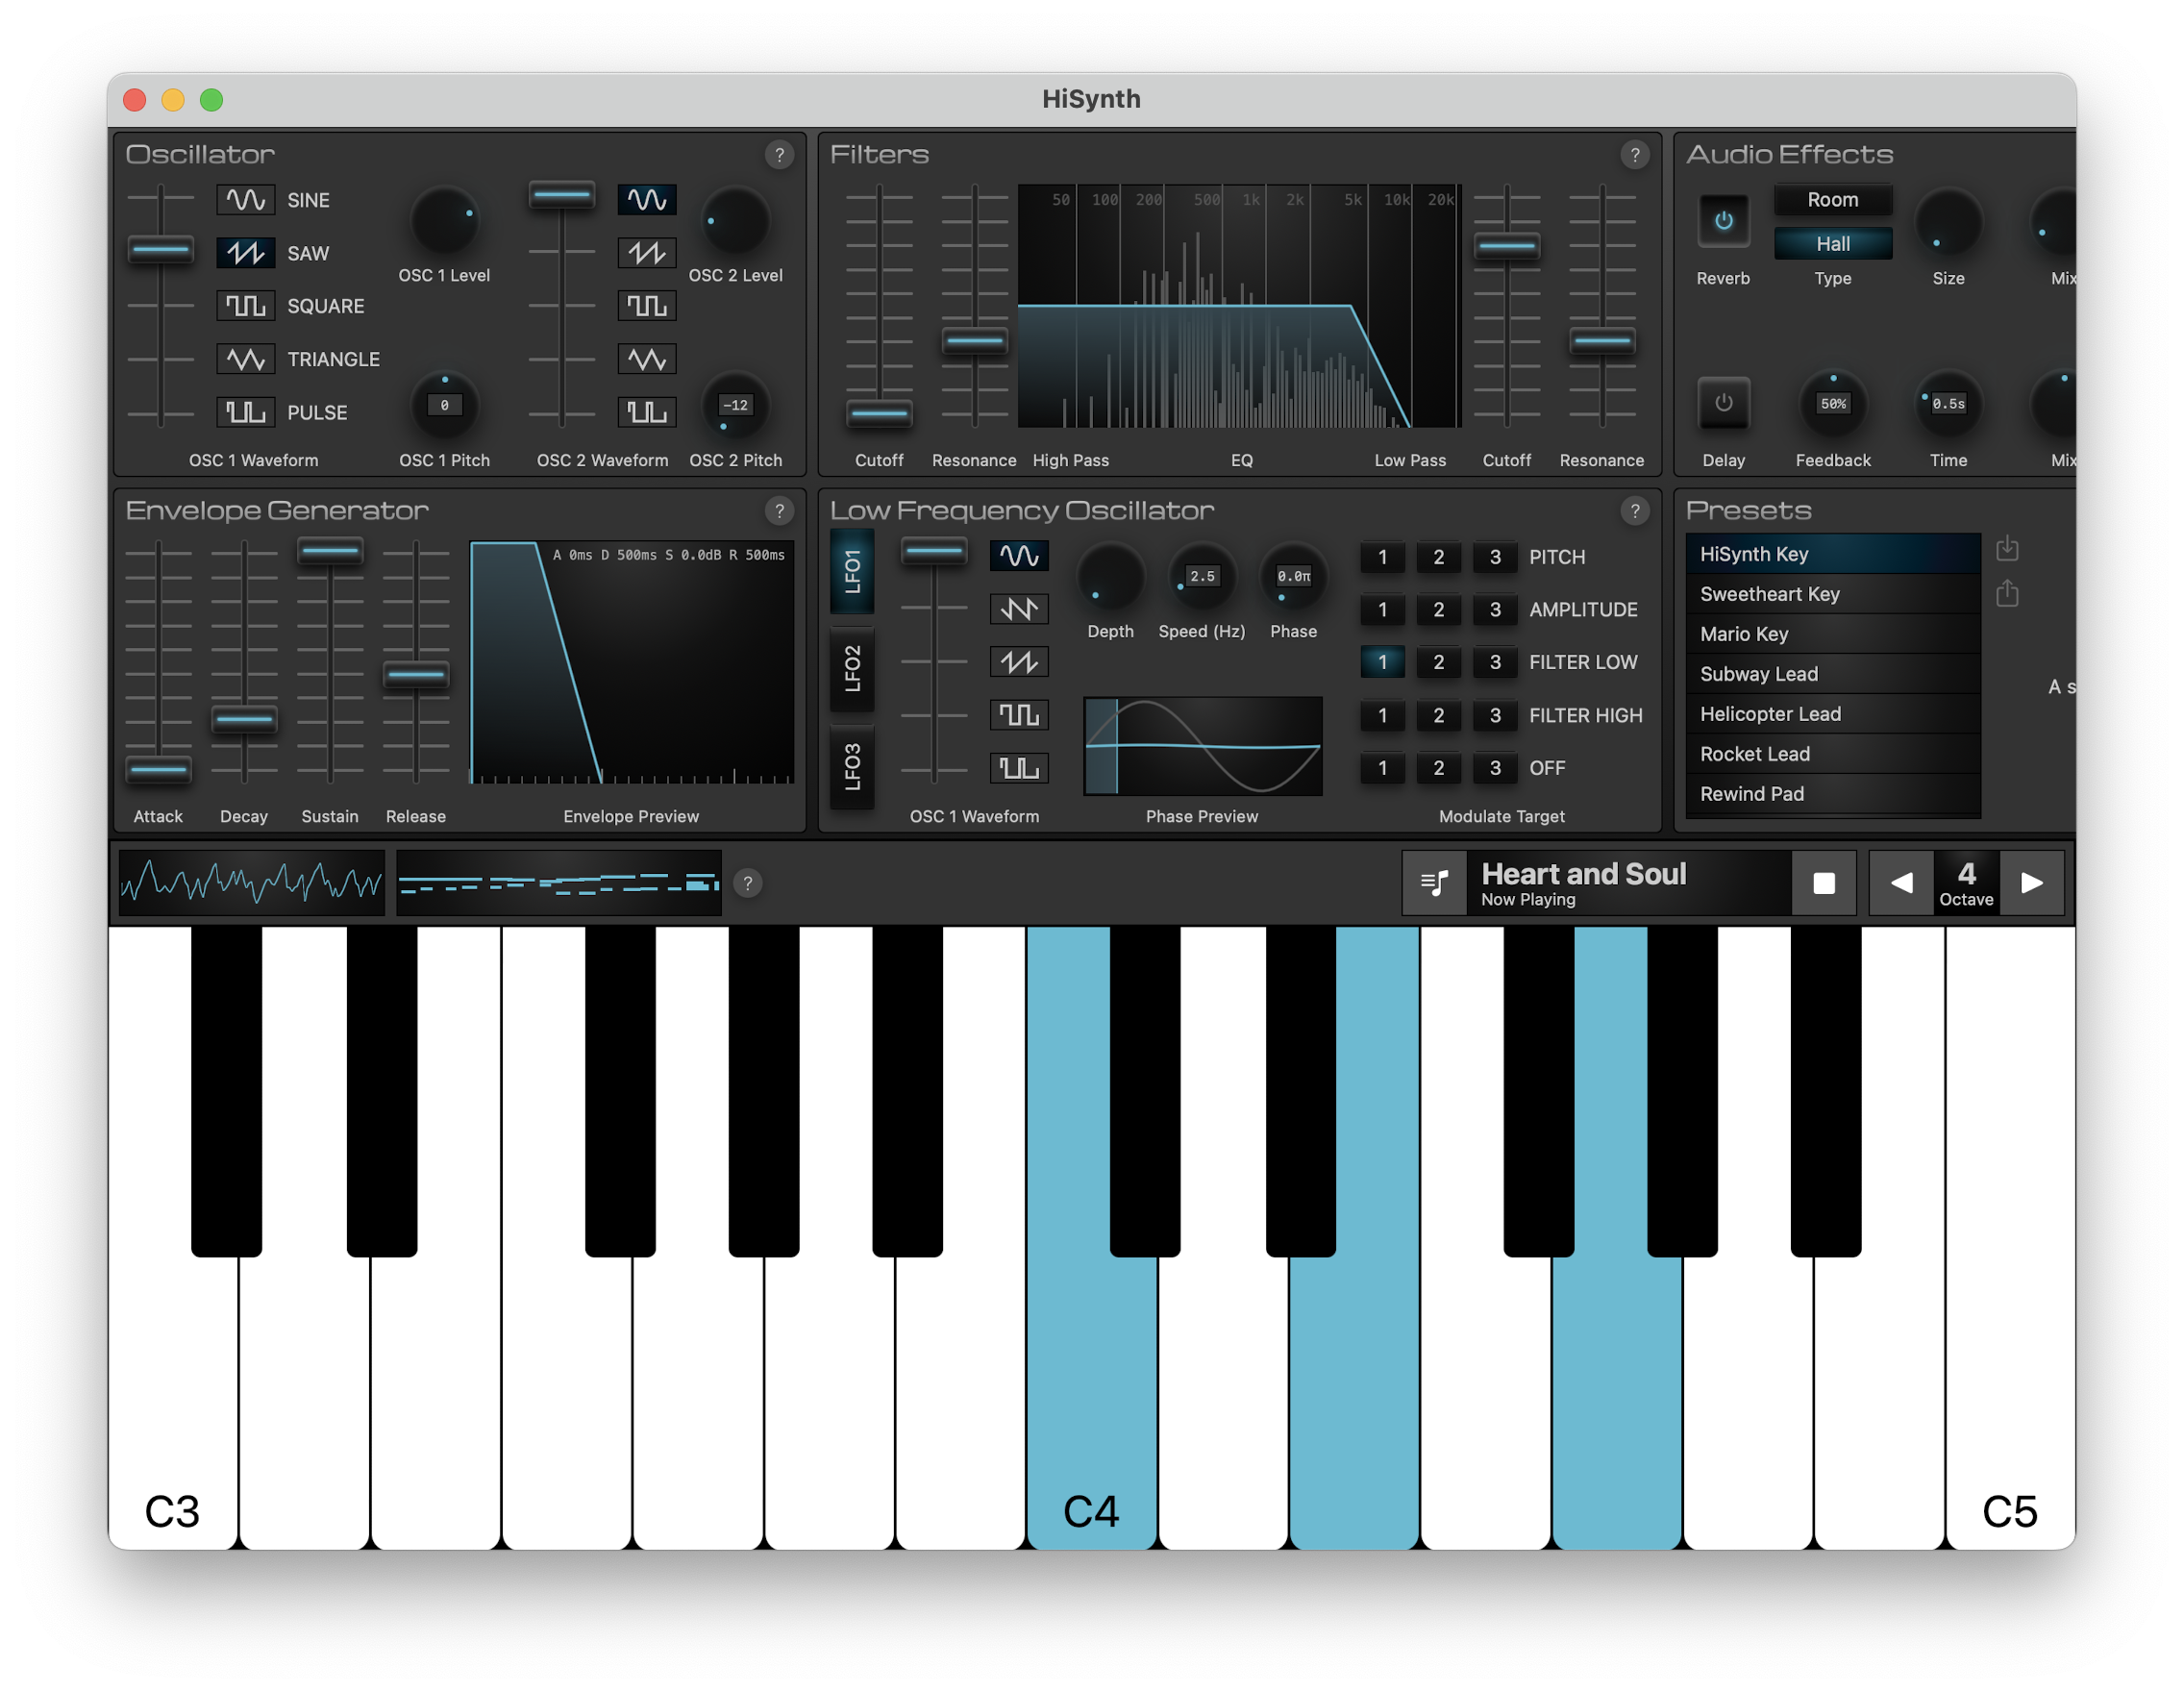 HiSynth
Oscillator
?
SINE
SAW
SQUARE
TRIANGLE
PULSE
OSC 1 Level
OSC 2 Level
0
-12
OSC 1 Waveform
OSC 1 Pitch
OSC 2 Waveform
OSC 2 Pitch
Filters
?
50 100 200 500 1k 2k 5k 10k 20k
Cutoff
Resonance
High Pass
EQ
Low Pass
Cutoff
Resonance
Audio Effects
Room
Hall
Reverb
Type
Size
Mix
50%
0.5s
Delay
Feedback
Time
Mix
Envelope Generator
?
A 0ms D 500ms S 0.0dB R 500ms
Attack
Decay
Sustain
Release
Envelope Preview
Low Frequency Oscillator
?
LFO1
LFO2
LFO3
2.5
0.0π
Depth
Speed (Hz)
Phase
1 2 3 PITCH
1 2 3 AMPLITUDE
1 2 3 FILTER LOW
1 2 3 FILTER HIGH
1 2 3 OFF
OSC 1 Waveform
Phase Preview
Modulate Target
Presets
HiSynth Key
Sweetheart Key
Mario Key
Subway Lead
Helicopter Lead
Rocket Lead
Rewind Pad
A s
?
Heart and Soul
Now Playing
4
Octave
C3
C4
C5